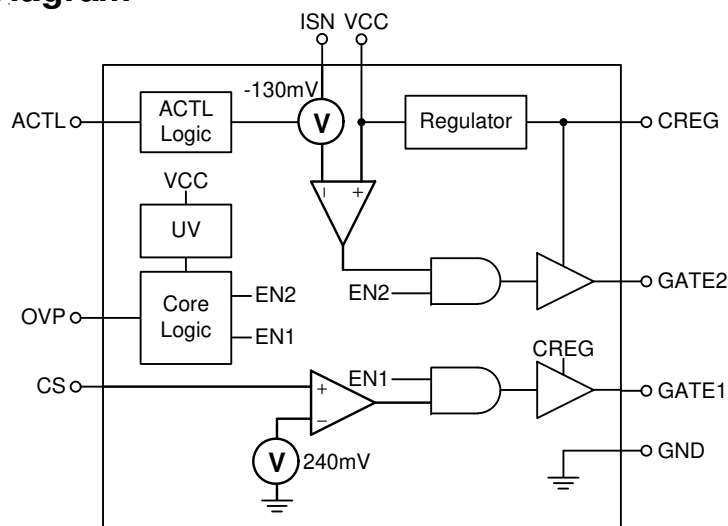 ISN VCC
-130mV
ACTL
ACTL
Logic
V
Regulator
CREG
VCC
UV
- +
Core
Logic
EN2
EN1
OVP
EN2
GATE2
CREG
CS
EN1
+
-
GATE1
V
240mV
GND